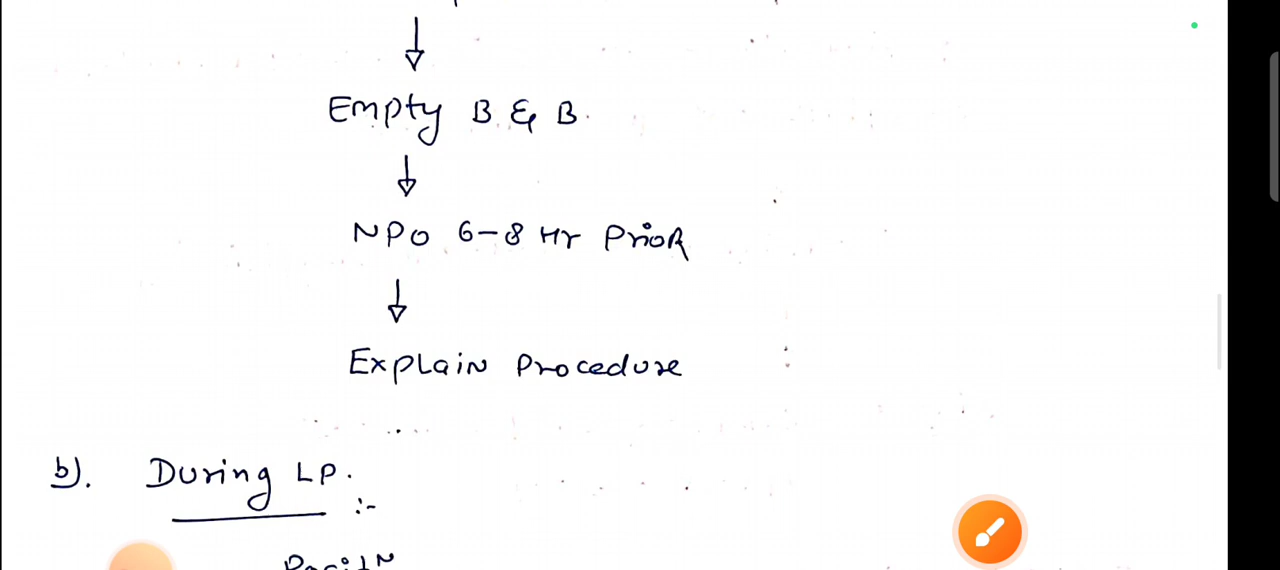 Empty B & B.
NPO 6-8 Hr Prior
Explain Procedure
b). During LP.
:-